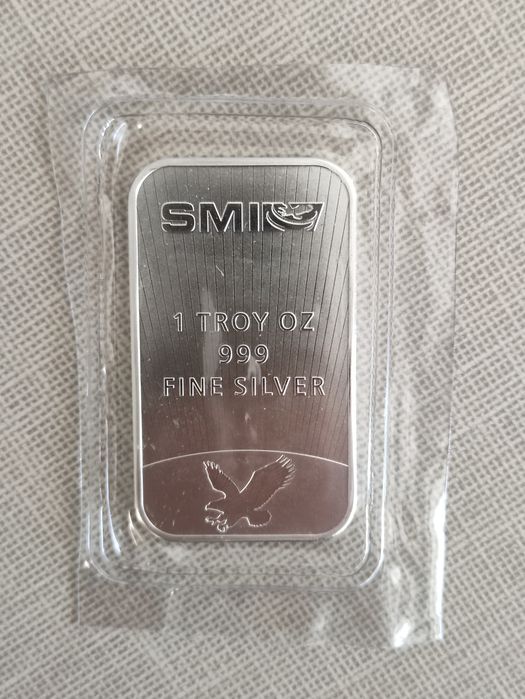 SMI
1 TROY OZ
999
FINE SILVER